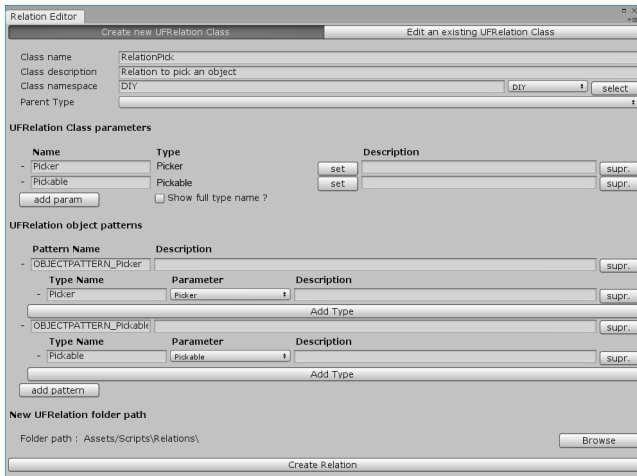 Relation Editor
Create new UFRelation Class Edit an existing UFRelation Class
Class name RelationPick
Class description Relation to pick an object
Class namespace DIY DIY select
Parent Type
UFRelation Class parameters
Name Type Description
- Picker Picker set supr.
- Pickable Pickable set supr.
add param Show full type name ?
UFRelation object patterns
Pattern Name Description
- OBJECTPATTERN_Picker supr.
Type Name Parameter Description
- Picker Picker supr.
Add Type
- OBJECTPATTERN_Pickable supr.
Type Name Parameter Description
- Pickable Pickable supr.
Add Type
add pattern
New UFRelation folder path
Folder path : Assets/Scripts\Relations\ Browse
Create Relation